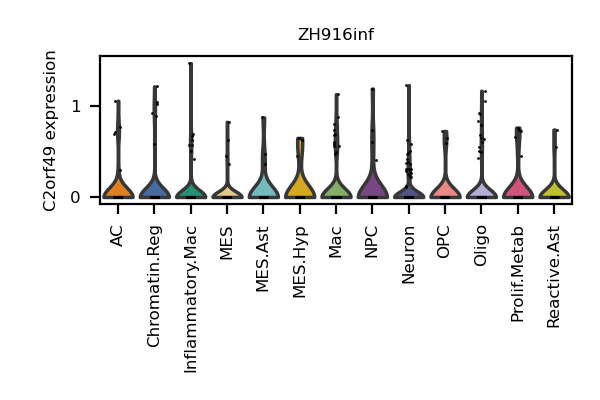 ZH916inf
C2orf49 expression
1
0
AC
Chromatin.Reg
Inflammatory.Mac
MES
MES.Ast
MES.Hyp
Mac
NPC
Neuron
OPC
Oligo
Prolif.Metab
Reactive.Ast